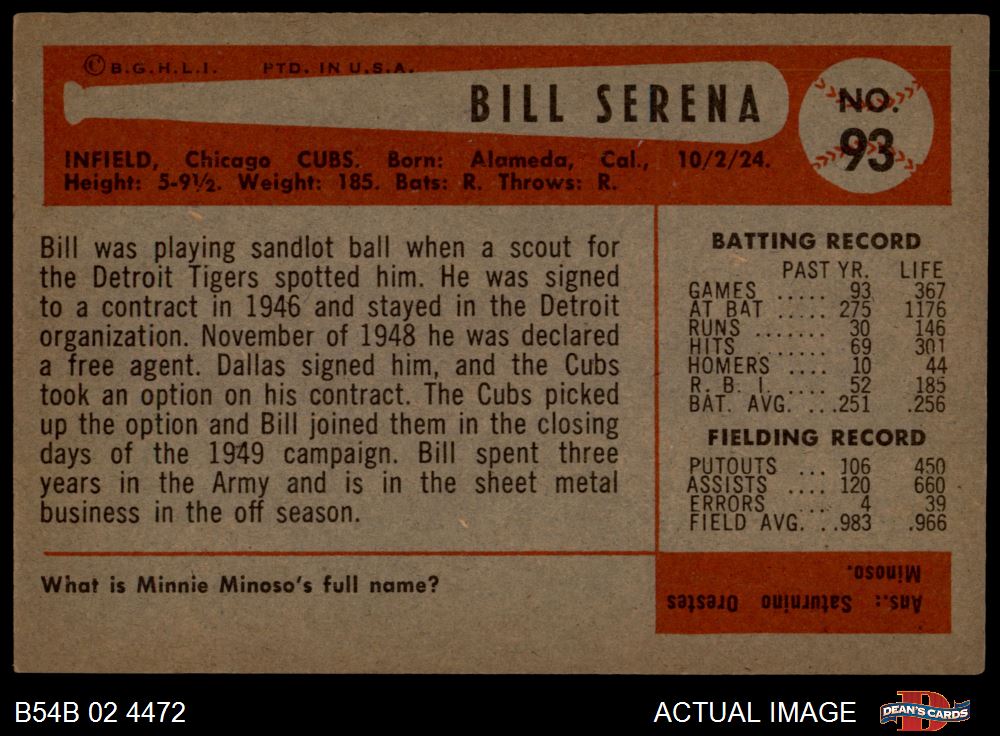 © B.G.H.L.I. PTD. IN U.S.A.
BILL SERENA
NO.
93
INFIELD, Chicago CUBS. Born: Alameda, Cal., 10/2/24.
Height: 5-9½. Weight: 185. Bats: R. Throws: R.
Bill was playing sandlot ball when a scout for
the Detroit Tigers spotted him. He was signed
to a contract in 1946 and stayed in the Detroit
organization. November of 1948 he was declared
a free agent. Dallas signed him, and the Cubs
took an option on his contract. The Cubs picked
up the option and Bill joined them in the closing
days of the 1949 campaign. Bill spent three
years in the Army and is in the sheet metal
business in the off season.
BATTING RECORD
PAST YR. LIFE
GAMES ..... 93 367
AT BAT ..... 275 1176
RUNS ....... 30 146
HITS ...... 69 301
HOMERS .... 10 44
R. B. I. .... 52 185
BAT. AVG. ...251 .256
FIELDING RECORD
PUTOUTS ... 106 450
ASSISTS .... 120 660
ERRORS .... 4 39
FIELD AVG. ..983 .966
What is Minnie Minoso's full name?
Ans.: Saturnino Orestes
Minoso.
B54B 02 4472
ACTUAL IMAGE
DEAN'S CARDS